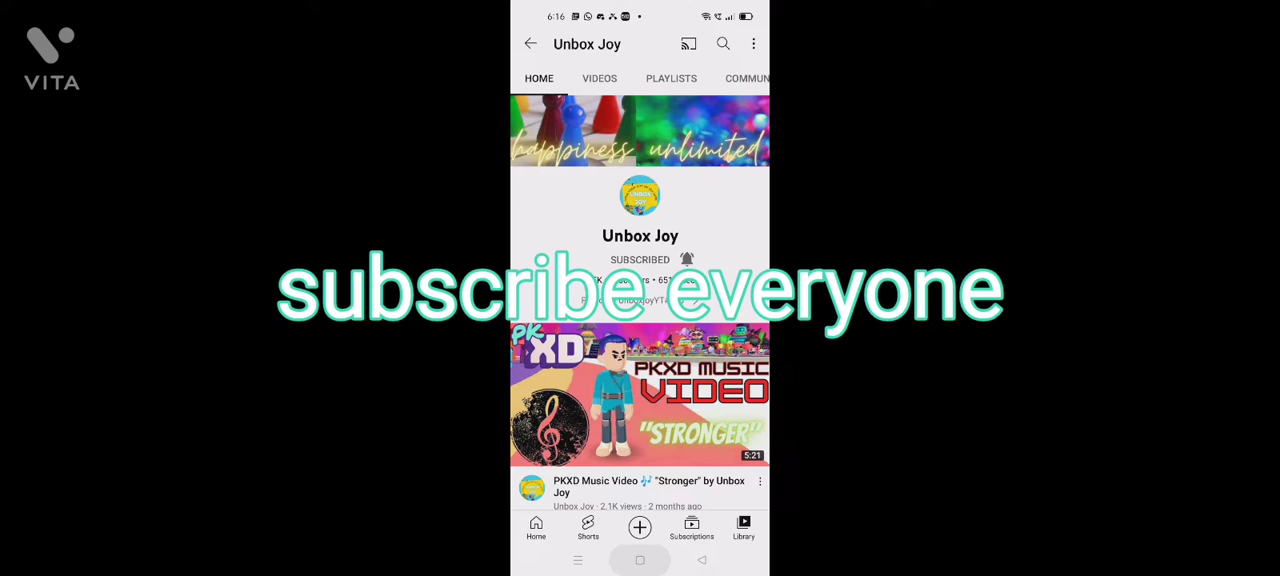 VITA
6:16
Unbox Joy
HOME VIDEOS PLAYLISTS COMMUN
happiness unlimited
UNBOX
JOY
Unbox Joy
SUBSCRIBED
subscribe everyone
PK
XD
PKXD MUSIC
VIDEO
"STRONGER"
5:21
PKXD Music Video 🎶 "Stronger" by Unbox
Joy
Unbox Joy · 2.1K views · 2 months ago
Home Shorts Subscriptions Library